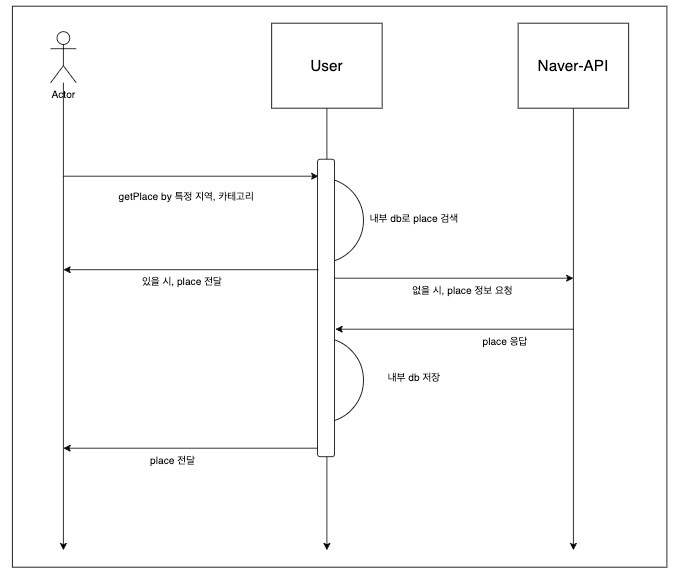 User
Naver-API
Actor
getPlace by 특정 지역, 카테고리
내부 db로 place 검색
있을 시, place 전달
없을 시, place 정보 요청
place 응답
내부 db 저장
place 전달